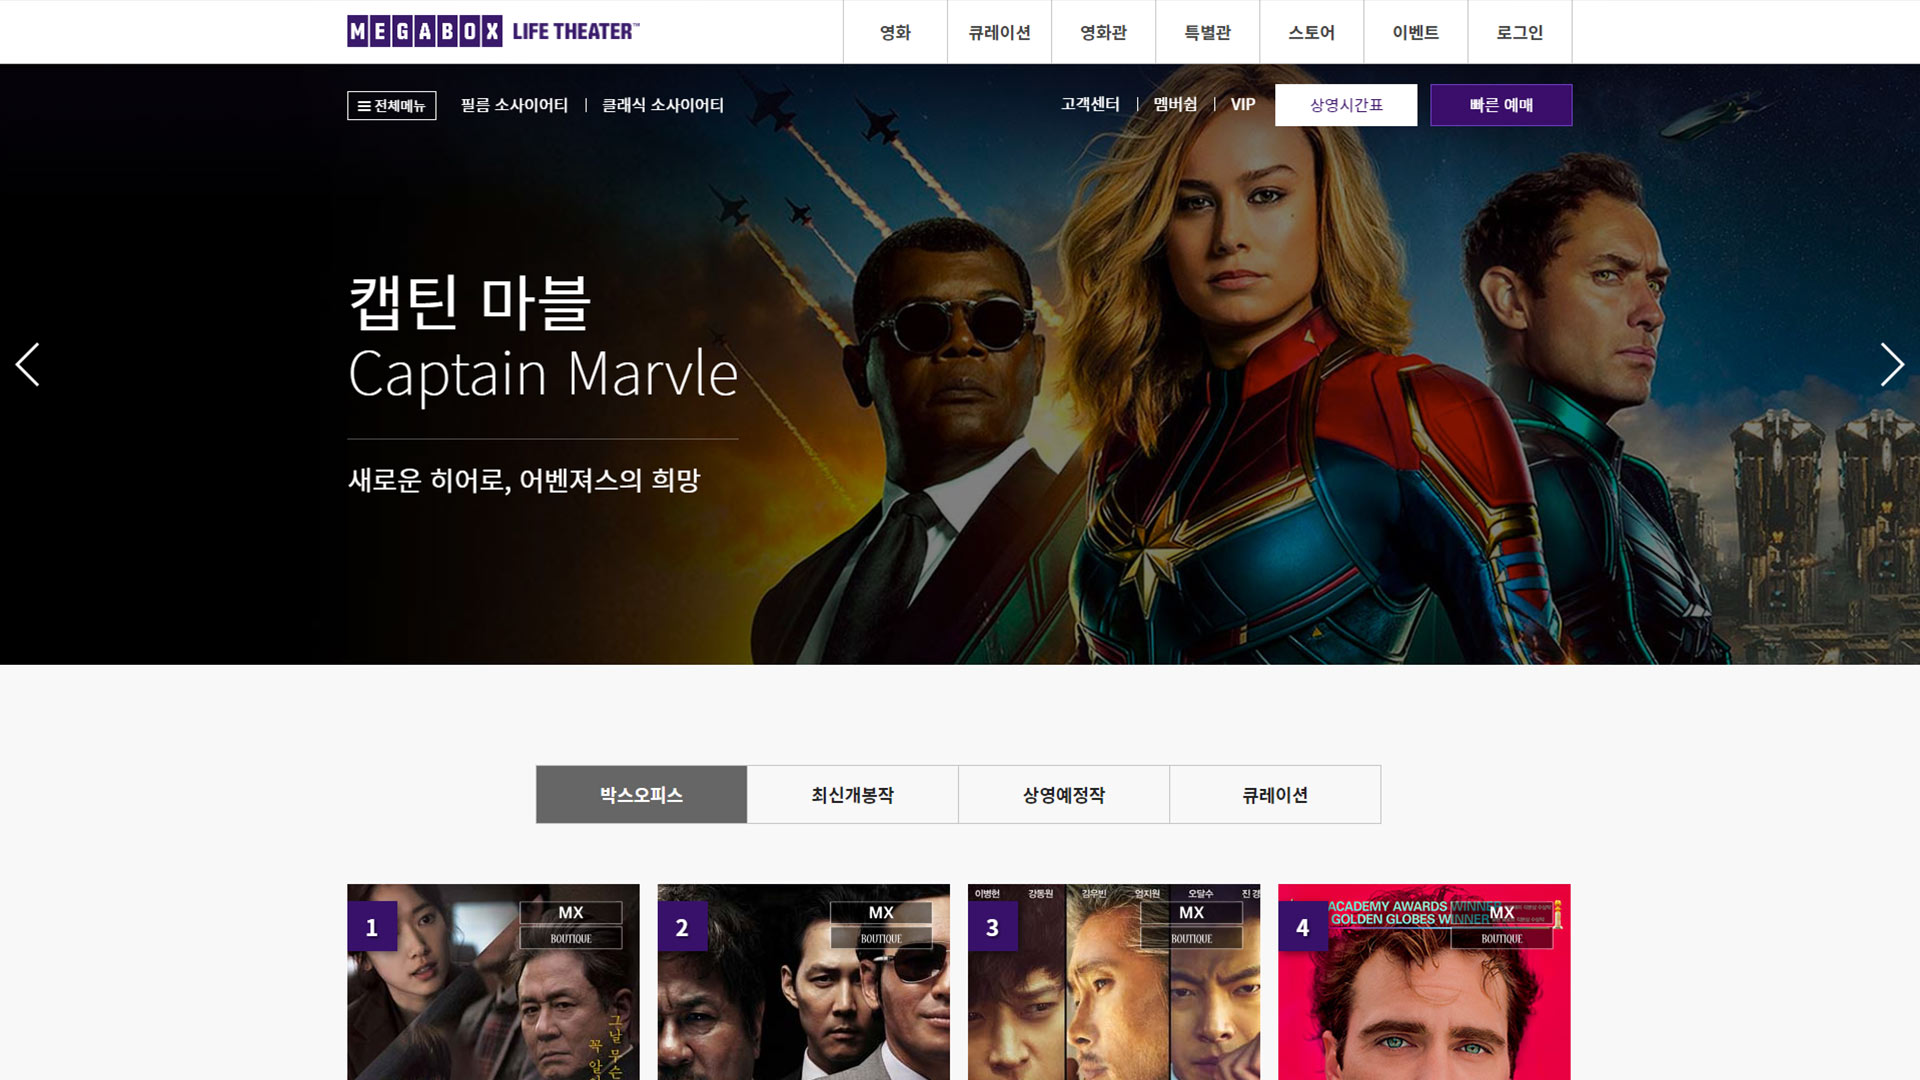 MEGABOX LIFE THEATER™
영화 큐레이션 영화관 특별관 스토어 이벤트 로그인
전체메뉴 필름 소사이어티 | 클래식 소사이어티
고객센터 | 멤버쉽 | VIP 상영시간표 빠른 예매
캡틴 마블
Captain Marvle
새로운 히어로, 어벤져스의 희망
박스오피스 최신개봉작 상영예정작 큐레이션
1
MX
BOUTIQUE
그날 무슨
꼭 알
2
MX
BOUTIQUE
이병헌 강동원 김우빈 엄지원 오달수 진경
3
MX
BOUTIQUE
ACADEMY AWARDS WINNER
GOLDEN GLOBES WINNER
4
MX
BOUTIQUE